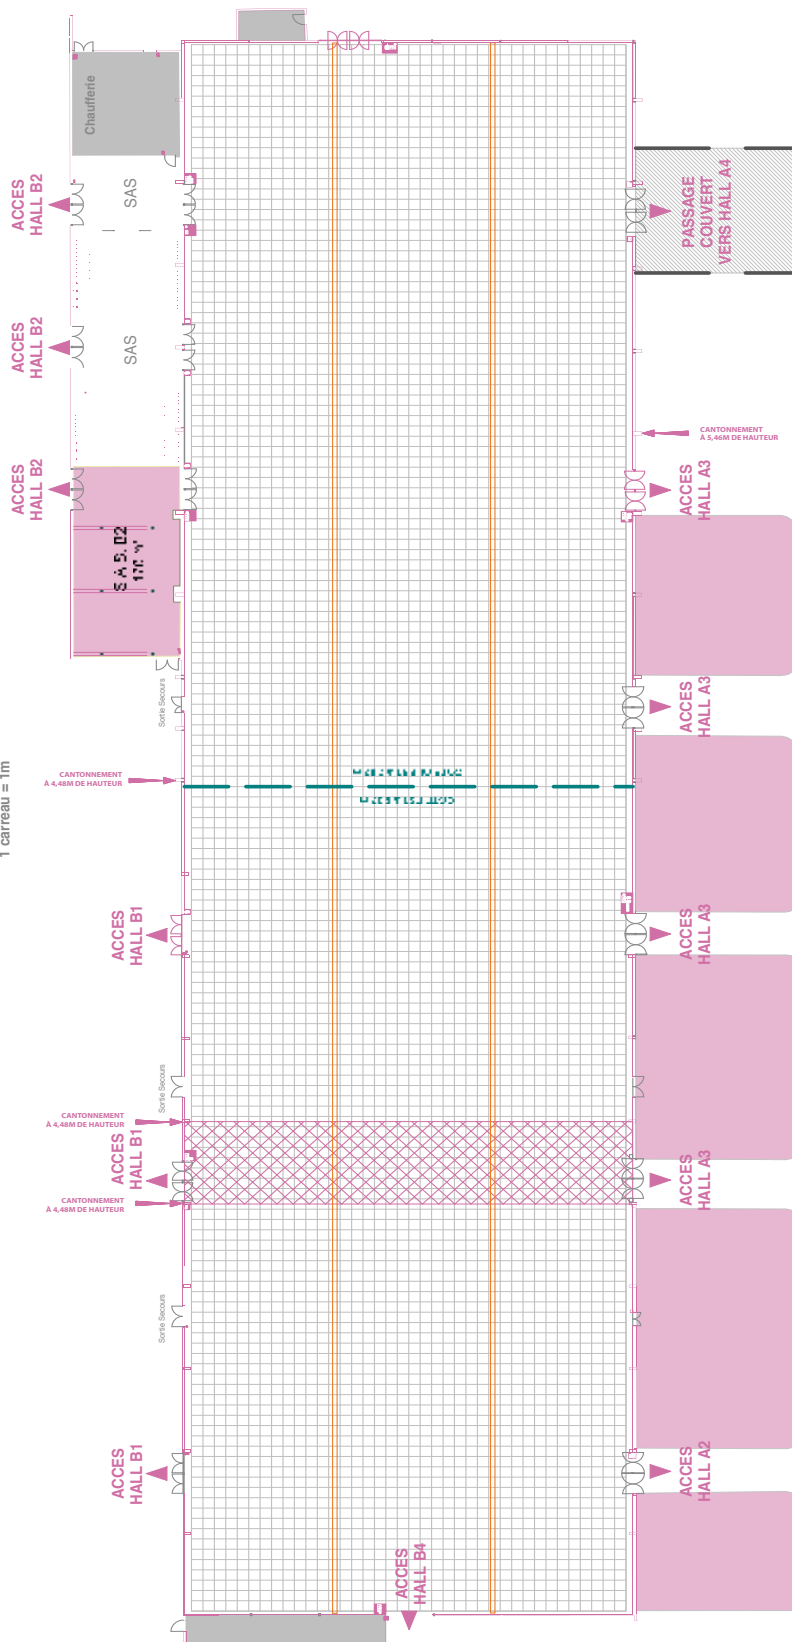 Chaufferie
ACCES
HALL B2
SAS
PASSAGE
COUVERT
VERS HALL A4
ACCES
HALL B2
SAS
CANTONNEMENT
À 5,46M DE HAUTEUR
ACCES
HALL B2
ACCES
HALL A3
Sortie Secours
ACCES
HALL A3
1 carreau = 1m
CANTONNEMENT
À 4,48M DE HAUTEUR
ACCES
HALL B1
ACCES
HALL A3
Sortie Secours
CANTONNEMENT
À 4,48M DE HAUTEUR
ACCES
HALL B1
ACCES
HALL A3
CANTONNEMENT
À 4,48M DE HAUTEUR
Sortie Secours
ACCES
HALL B1
ACCES
HALL A2
ACCES
HALL B4